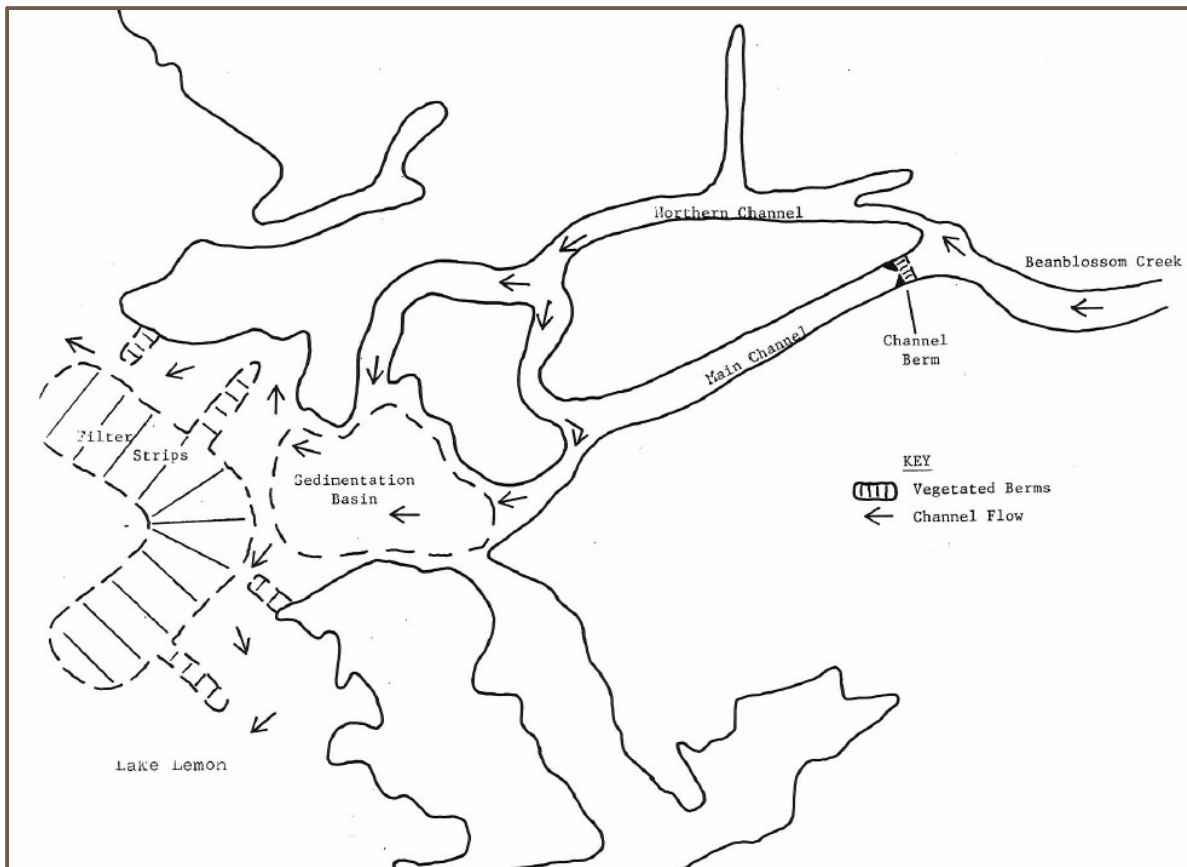 Northern Channel
Beanblossom Creek
Channel
Berm
Main Channel
Filter
Strips
Sedimentation
Basin
KEY
Vegetated Berms
Channel Flow
Lake Lemon